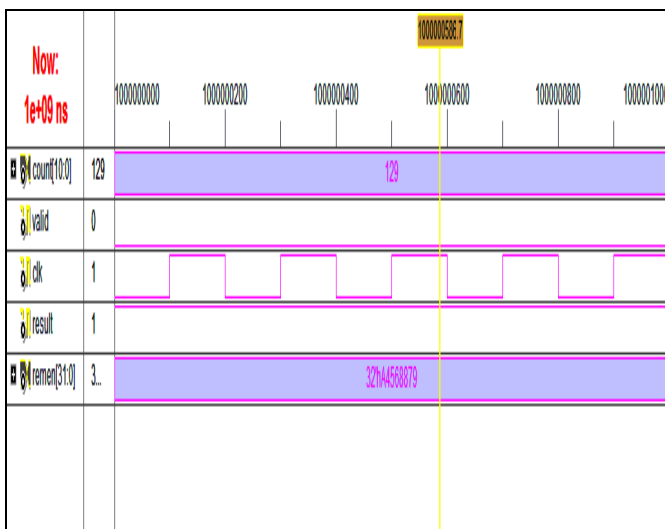 1000000586.7
Now:
1e+09 ns
1000000000 1000000200 1000000400 1000000600 1000000800 1000001000
count[10:0] 129 129
valid 0
clk 1
result 1
remen[31:0] 3... 32'hA4568879